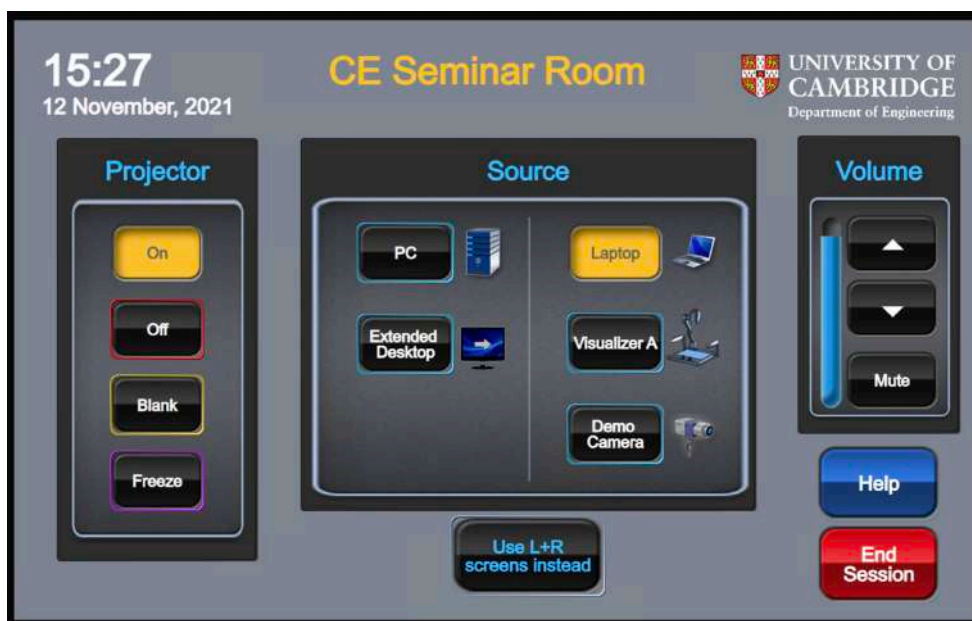 15:27
12 November, 2021
CE Seminar Room
UNIVERSITY OF
CAMBRIDGE
Department of Engineering
Projector
On
Off
Blank
Freeze
Source
PC
Extended
Desktop
Laptop
Visualizer A
Demo
Camera
Use L+R
screens instead
Volume
Mute
Help
End
Session